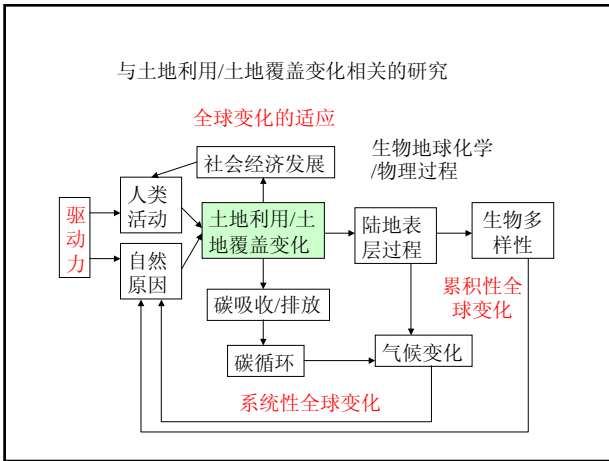 与土地利用/土地覆盖变化相关的研究
全球变化的适应
社会经济发展
生物地球化学
/物理过程
驱
动
力
人类
活动
自然
原因
土地利用/土
地覆盖变化
陆地表
层过程
生物多
样性
累积性全
球变化
碳吸收/排放
碳循环
气候变化
系统性全球变化